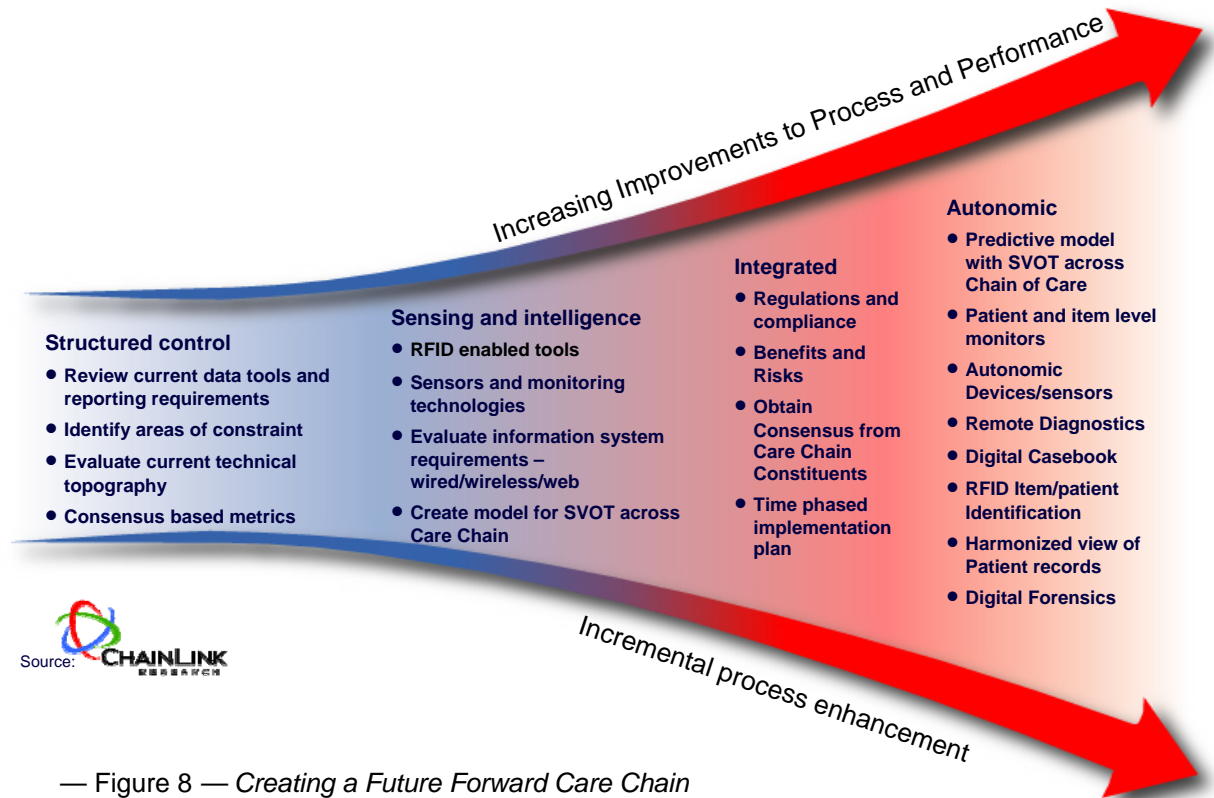 Increasing Improvements to Process and Performance
Structured control
• Review current data tools and
reporting requirements
• Identify areas of constraint
• Evaluate current technical
topography
• Consensus based metrics
Sensing and intelligence
• RFID enabled tools
• Sensors and monitoring
technologies
• Evaluate information system
requirements –
wired/wireless/web
• Create model for SVOT across
Care Chain
Integrated
• Regulations and
compliance
• Benefits and
Risks
• Obtain
Consensus from
Care Chain
Constituents
• Time phased
implementation
plan
Autonomic
• Predictive model
with SVOT across
Chain of Care
• Patient and item level
monitors
• Autonomic
Devices/sensors
• Remote Diagnostics
• Digital Casebook
• RFID Item/patient
Identification
• Harmonized view of
Patient records
• Digital Forensics
Incremental process enhancement
Source: CHAINLINK
RESEARCH
— Figure 8 — Creating a Future Forward Care Chain